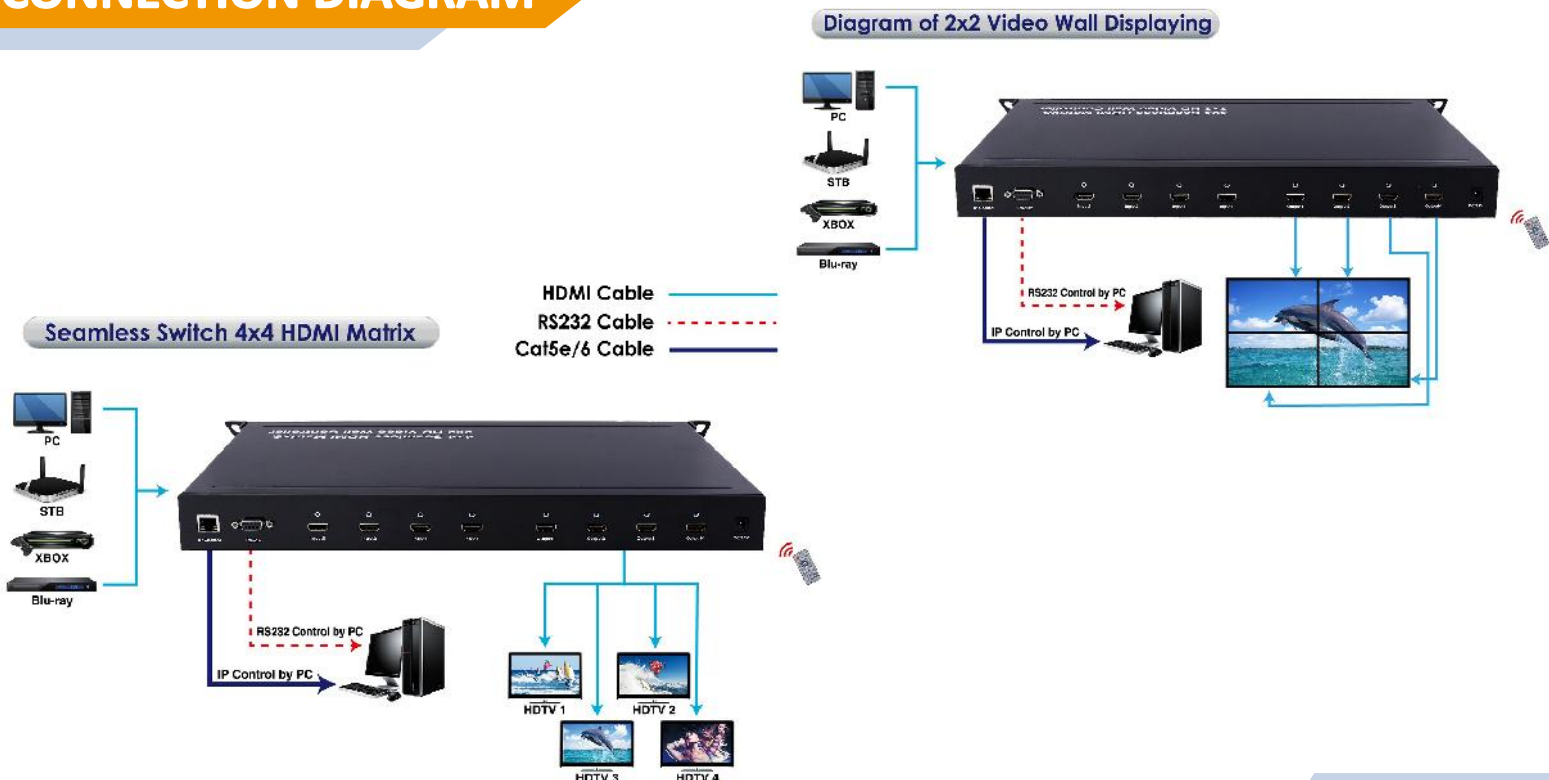 CONNECTION DIAGRAM
Diagram of 2x2 Video Wall Displaying
PC
STB
XBOX
Blu-ray
RS232 Control by PC
IP Control by PC
HDMI Cable
RS232 Cable
Cat5e/6 Cable
Seamless Switch 4x4 HDMI Matrix
PC
STB
XBOX
Blu-ray
RS232 Control by PC
IP Control by PC
HDTV 1
HDTV 2
HDTV 3
HDTV 4